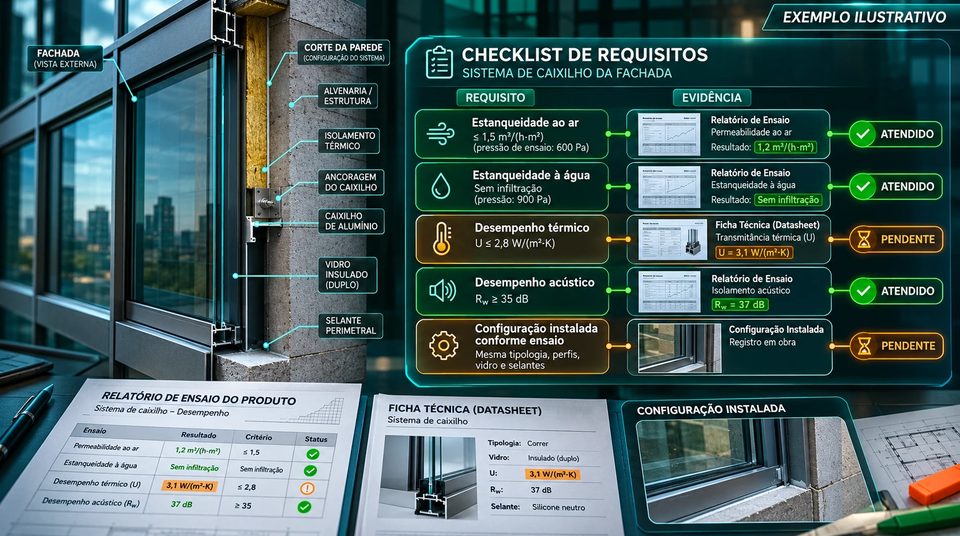 EXEMPLO ILUSTRATIVO
FACHADA
(VISTA EXTERNA)
CORTE DA PAREDE
(CONFIGURAÇÃO DO SISTEMA)
ALVENARIA /
ESTRUTURA
ISOLAMENTO
TÉRMICO
ANCORAGEM
DO CAIXILHO
CAIXILHO
DE ALUMÍNIO
VIDRO
INSULADO
(DUPLO)
SELANTE
PERIMETRAL
CHECKLIST DE REQUISITOS
SISTEMA DE CAIXILHO DA FACHADA
REQUISITO
EVIDÊNCIA
Estanqueidade ao ar
≤ 1,5 m³/(h·m²)
(pressão de ensaio: 600 Pa)
Relatório de Ensaio
Permeabilidade ao ar
Resultado: 1,2 m³/(h·m²)
ATENDIDO
Estanqueidade à água
Sem infiltração
(pressão: 900 Pa)
Relatório de Ensaio
Estanqueidade à água
Resultado: Sem infiltração
ATENDIDO
Desempenho térmico
U ≤ 2,8 W/(m²·K)
Ficha Técnica (Datasheet)
Transmitância térmica (U)
U = 3,1 W/(m²·K)
PENDENTE
Desempenho acústico
Rw ≥ 35 dB
Relatório de Ensaio
Isolamento acústico
Rw = 37 dB
ATENDIDO
Configuração instalada
conforme ensaio
Mesma tipologia, perfis,
vidro e selantes
Configuração Instalada
Registro em obra
PENDENTE
RELATÓRIO DE ENSAIO DO PRODUTO
Sistema de caixilho – Desempenho
Ensaio Resultado Critério Status
Permeabilidade ao ar 1,2 m³/(h·m²) ≤ 1,5
Estanqueidade à água Sem infiltração Sem infiltração
Desempenho térmico (U) 3,1 W/(m²·K) ≤ 2,8
Desempenho acústico (Rw) 37 dB ≥ 35
FICHA TÉCNICA (DATASHEET)
Sistema de caixilho
Tipologia: Correr
Vidro: Insulado (duplo)
U: 3,1 W/(m²·K)
Rw: 37 dB
Selante: Silicone neutro
CONFIGURAÇÃO INSTALADA